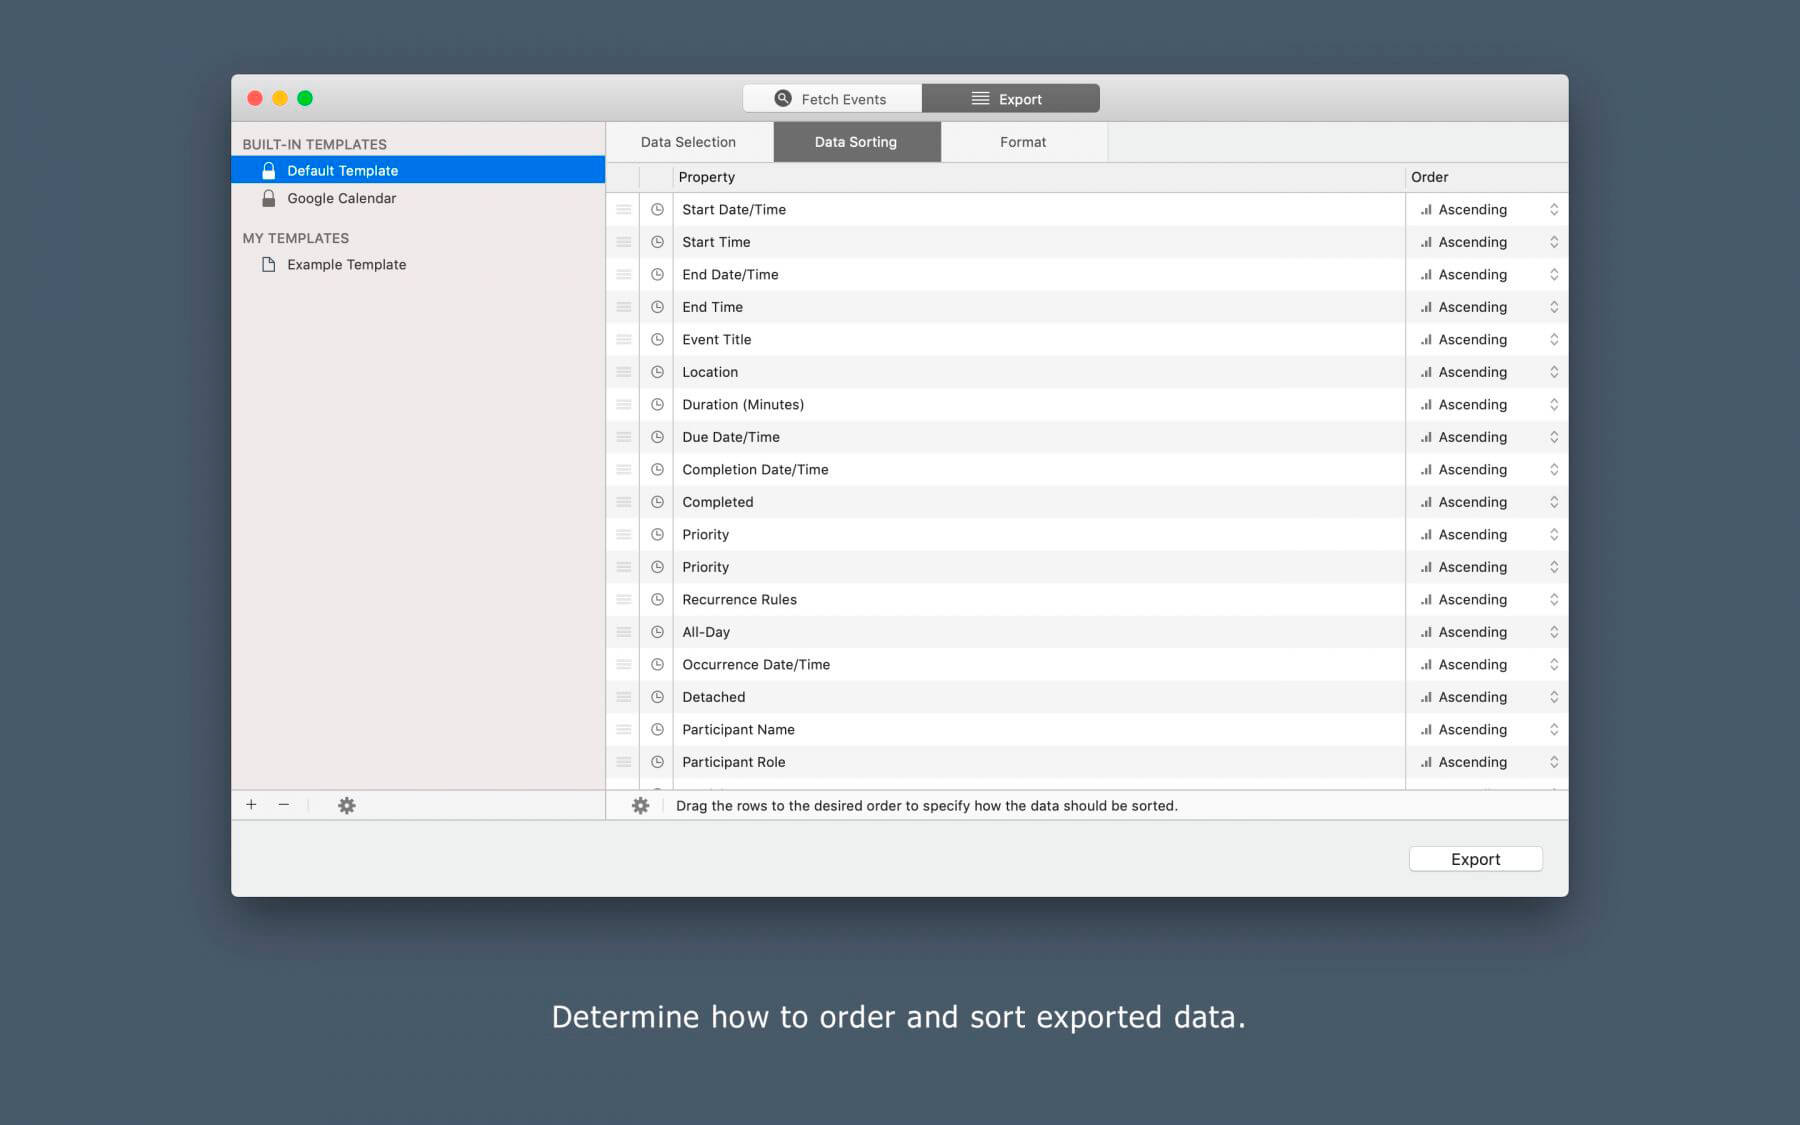 Fetch Events Export
BUILT-IN TEMPLATES
Default Template
Google Calendar
MY TEMPLATES
Example Template
Data Selection Data Sorting Format
Property Order
Start Date/Time Ascending
Start Time Ascending
End Date/Time Ascending
End Time Ascending
Event Title Ascending
Location Ascending
Duration (Minutes) Ascending
Due Date/Time Ascending
Completion Date/Time Ascending
Completed Ascending
Priority Ascending
Priority Ascending
Recurrence Rules Ascending
All-Day Ascending
Occurrence Date/Time Ascending
Detached Ascending
Participant Name Ascending
Participant Role Ascending
Drag the rows to the desired order to specify how the data should be sorted.
Export
Determine how to order and sort exported data.